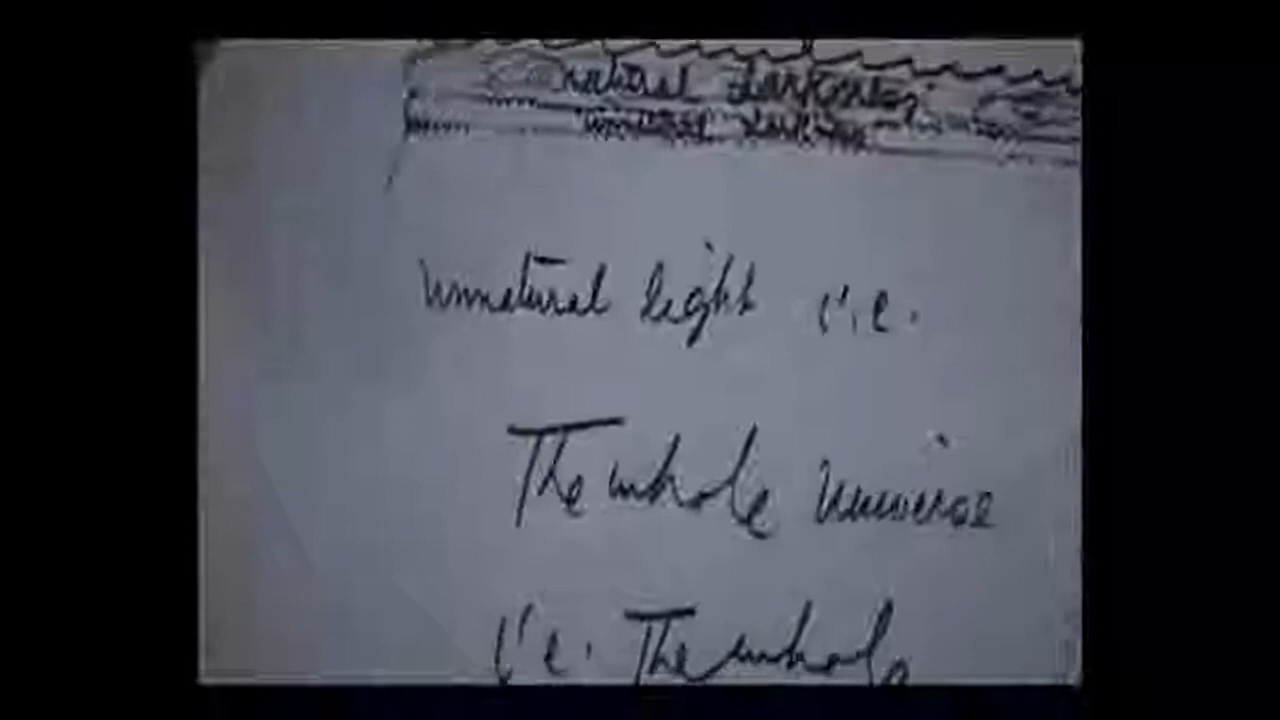 natural darkness
unnatural light i.e.
The whole Universe
i.e. The whole